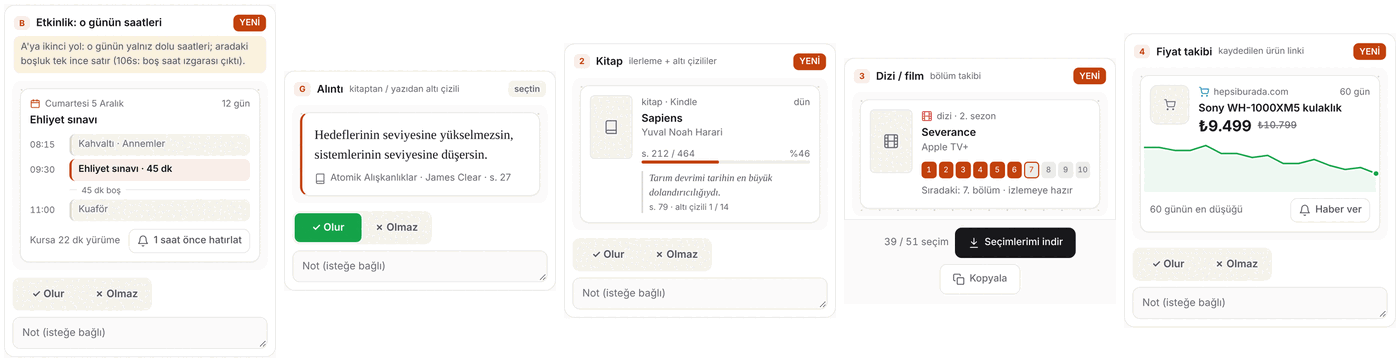 B Etkinlik: o günün saatleri YENİ
A'ya ikinci yol: o günün yalnız dolu saatleri; aradaki
boşluk tek ince satır (106s: boş saat ızgarası çıktı).
Cumartesi 5 Aralık 12 gün
Ehliyet sınavı
08:15 Kahvaltı · Annemler
09:30 Ehliyet sınavı · 45 dk
45 dk boş
11:00 Kuaför
Kursa 22 dk yürüme 1 saat önce hatırlat
✓ Olur × Olmaz
Not (isteğe bağlı)
G Alıntı kitaptan / yazıdan altı çizili seçtin
Hedeflerinin seviyesine yükselmezsin,
sistemlerinin seviyesine düşersin.
Atomik Alışkanlıklar · James Clear · s. 27
✓ Olur × Olmaz
Not (isteğe bağlı)
2 Kitap ilerleme + altı çizililer YENİ
kitap · Kindle dün
Sapiens
Yuval Noah Harari
s. 212 / 464 %46
Tarım devrimi tarihin en büyük
dolandırıcılığıydı.
s. 79 · altı çizili 1 / 14
✓ Olur × Olmaz
Not (isteğe bağlı)
3 Dizi / film bölüm takibi YENİ
dizi · 2. sezon
Severance
Apple TV+
1 2 3 4 5 6 7 8 9 10
Sıradaki: 7. bölüm · izlemeye hazır
39 / 51 seçim Seçimlerimi indir
Kopyala
4 Fiyat takibi kaydedilen ürün linki YENİ
hepsiburada.com 60 gün
Sony WH-1000XM5 kulaklık
₺9.499 ₺10.799
60 günün en düşüğü Haber ver
✓ Olur × Olmaz
Not (isteğe bağlı)